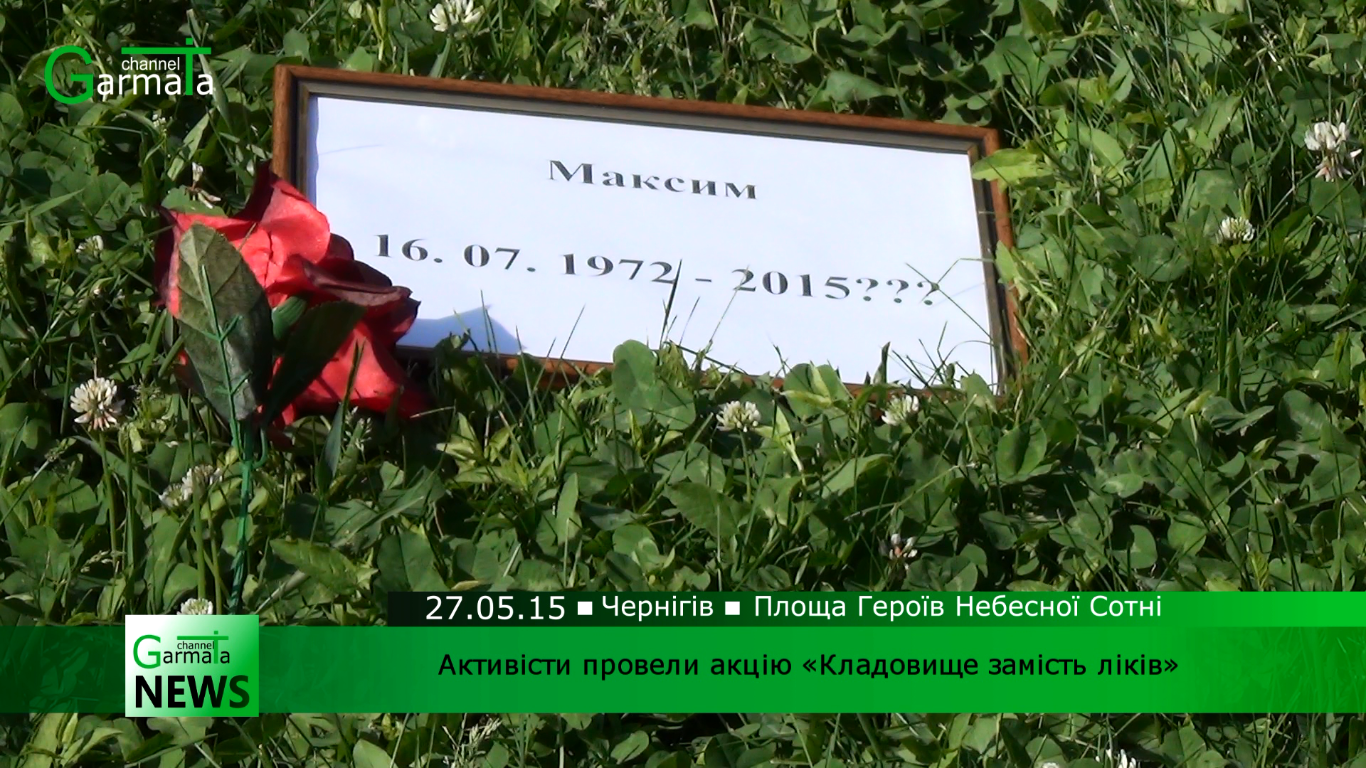 channel
Garmata
Максим
16. 07. 1972 - 2015???
27.05.15 ■ Чернігів ■ Площа Героїв Небесної Сотні
channel
Garmata
NEWS
Активісти провели акцію «Кладовище замість ліків»